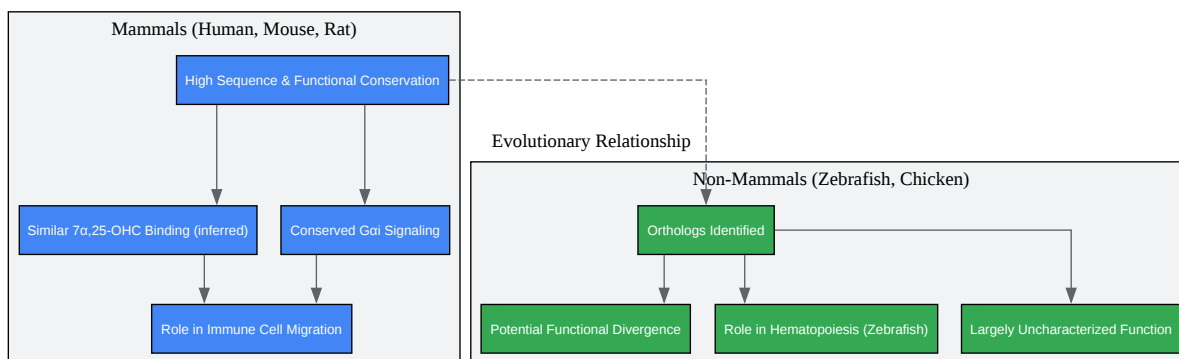 Mammals (Human, Mouse, Rat)
High Sequence & Functional Conservation
Similar 7α,25-OHC Binding (inferred)
Conserved Gαi Signaling
Role in Immune Cell Migration
Evolutionary Relationship
Non-Mammals (Zebrafish, Chicken)
Orthologs Identified
Potential Functional Divergence
Role in Hematopoiesis (Zebrafish)
Largely Uncharacterized Function